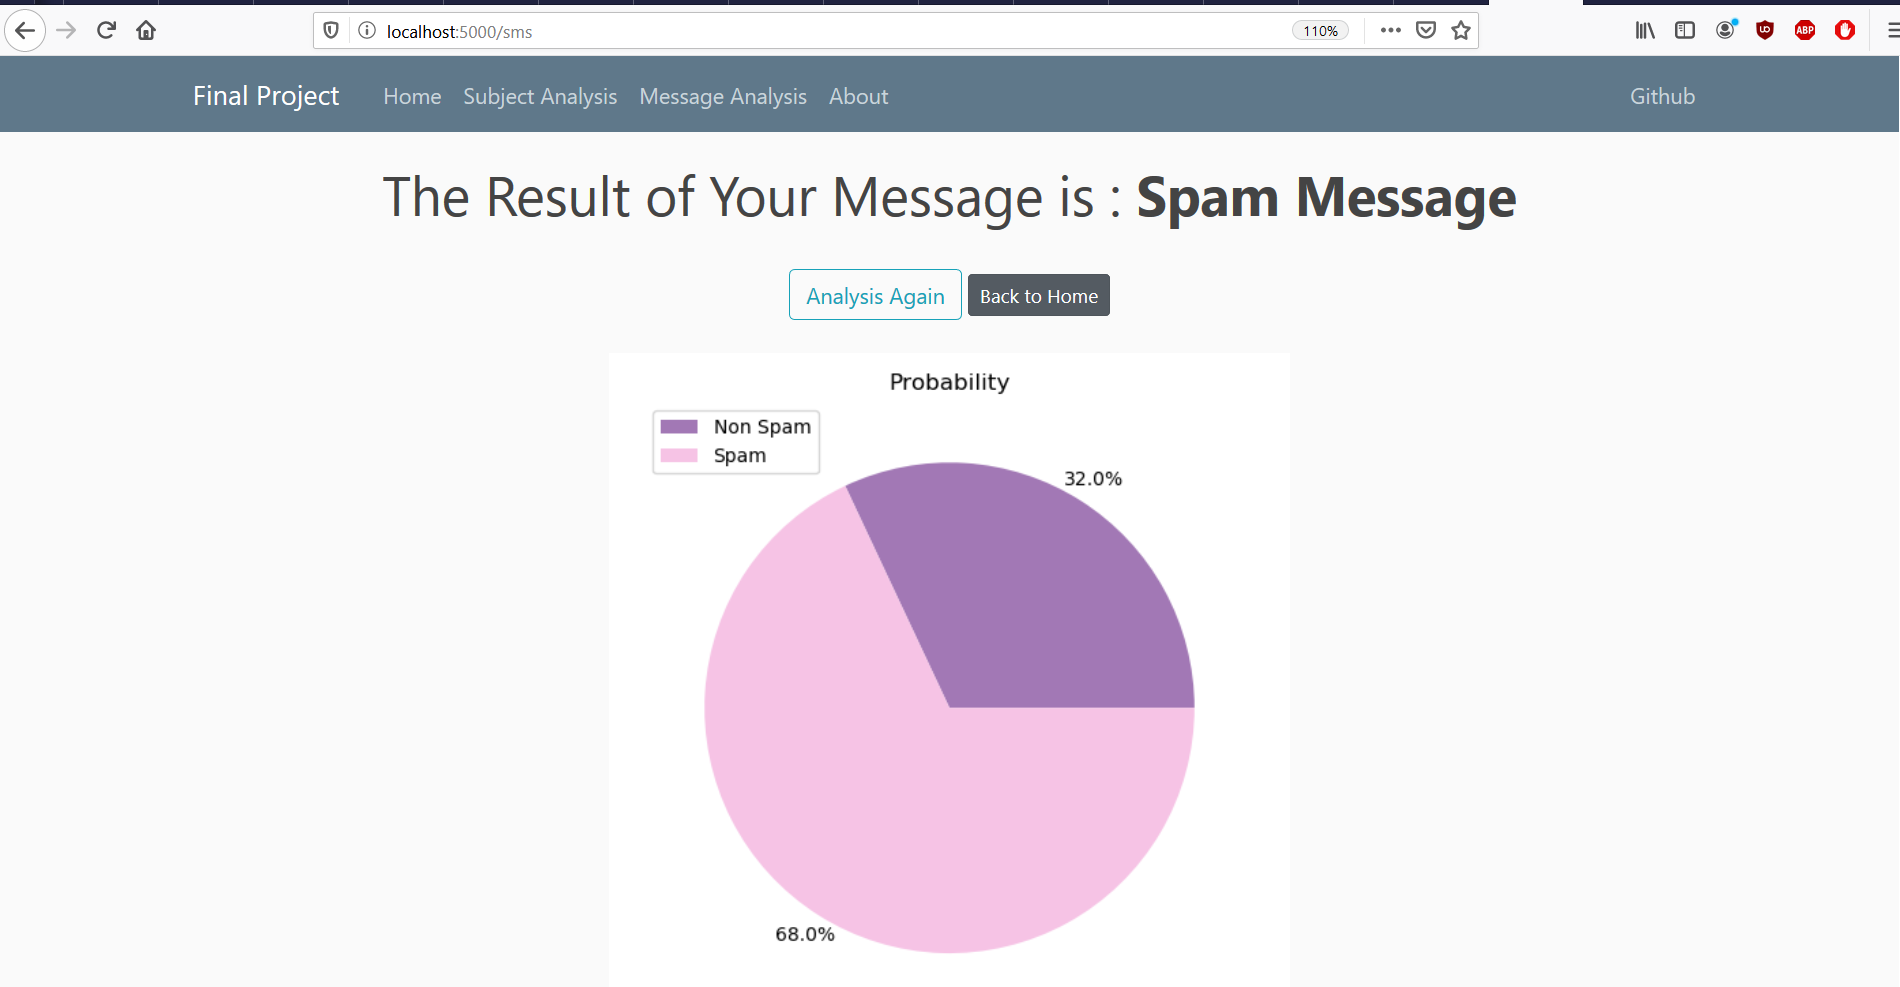 localhost:5000/sms 110% ABP
Final Project Home Subject Analysis Message Analysis About Github
The Result of Your Message is : Spam Message
Analysis Again Back to Home
Probability
Non Spam
Spam
32.0%
68.0%